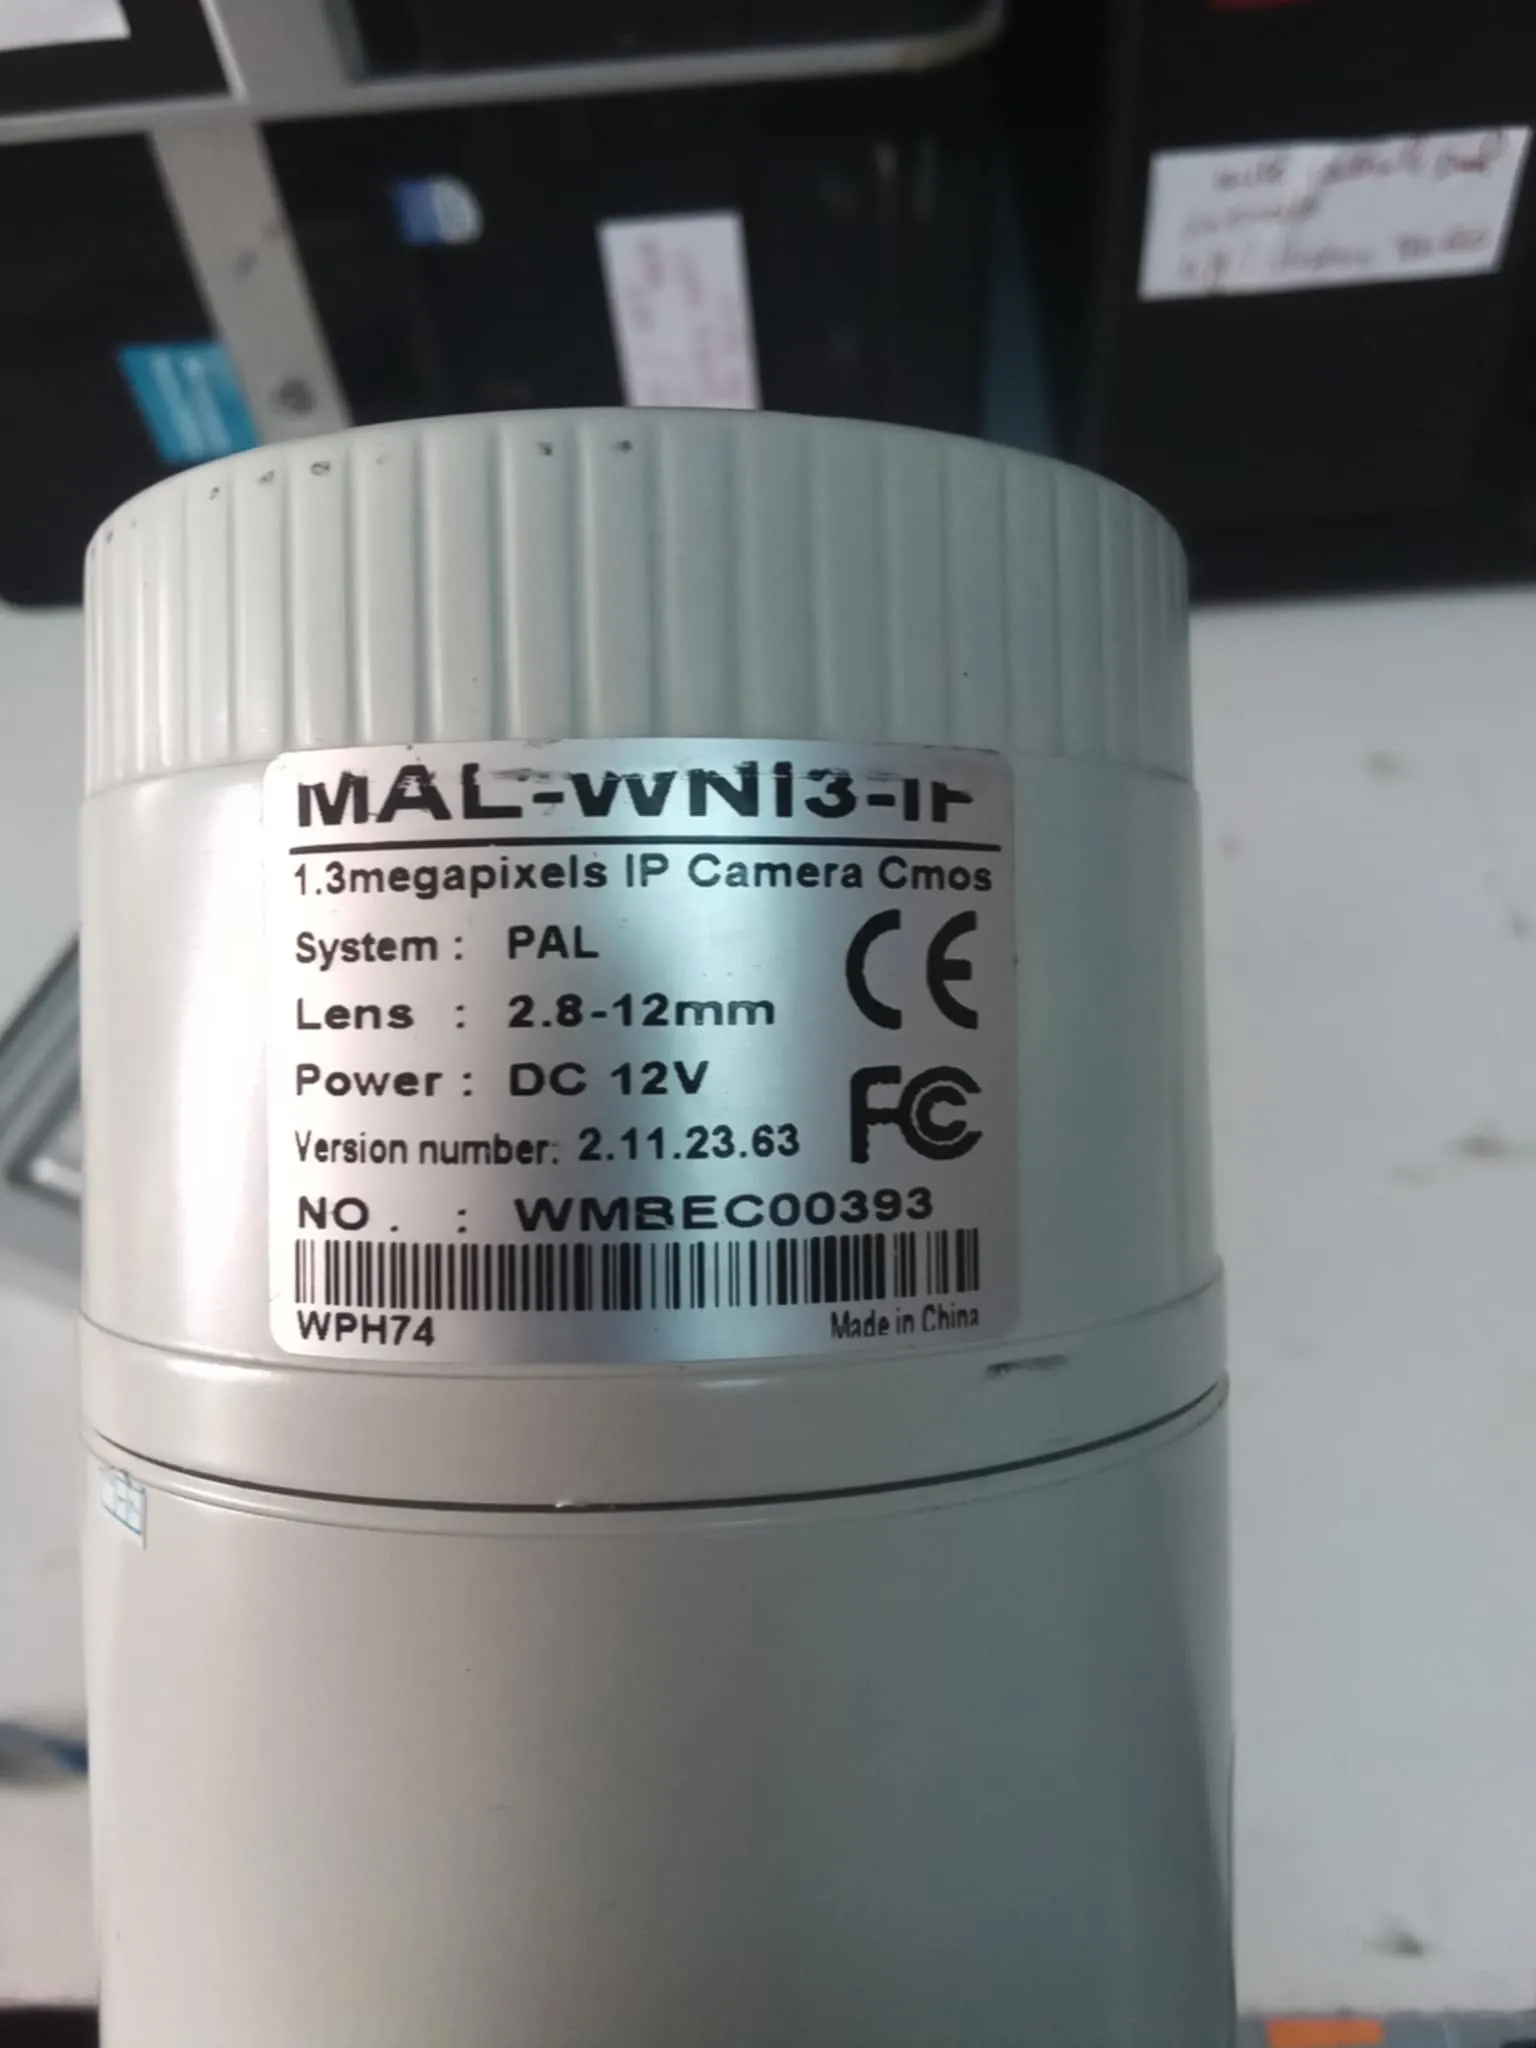 MAL-WNI3-IP
1.3megapixels IP Camera Cmos
System : PAL
Lens : 2.8-12mm
Power : DC 12V
Version number: 2.11.23.63
NO. : WMBEC00393
WPH74
Made in China
CE
FC